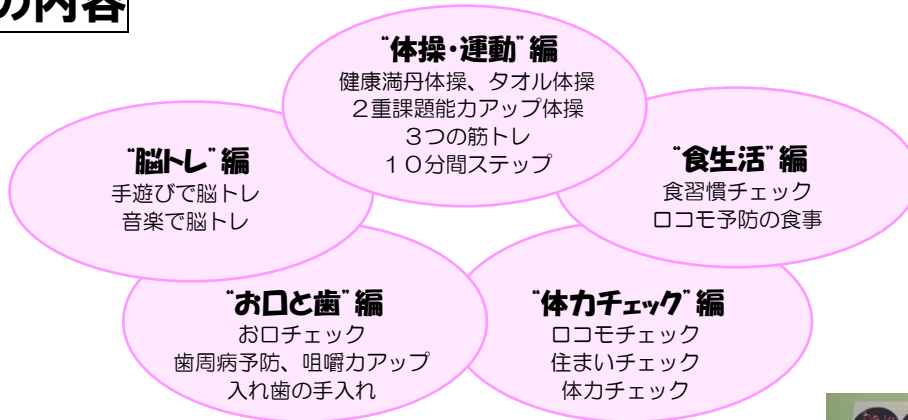 の内容
“体操・運動”編
健康満丹体操、タオル体操
２重課題能力アップ体操
３つの筋トレ
１０分間ステップ
“脳トレ”編
手遊びで脳トレ
音楽で脳トレ
“食生活”編
食習慣チェック
ロコモ予防の食事
“お口と歯”編
お口チェック
歯周病予防、咀嚼力アップ
入れ歯の手入れ
“体力チェック”編
ロコモチェック
住まいチェック
体力チェック